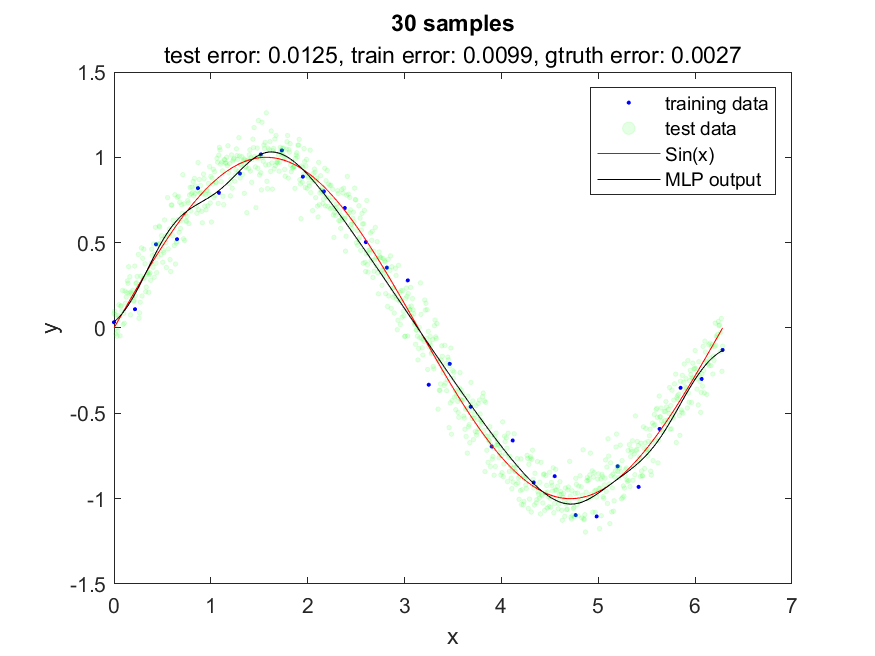 30 samples
test error: 0.0125, train error: 0.0099, gtruth error: 0.0027
1.5
1
0.5
0
-0.5
-1
-1.5
y
training data
test data
Sin(x)
MLP output
0 1 2 3 4 5 6 7
x